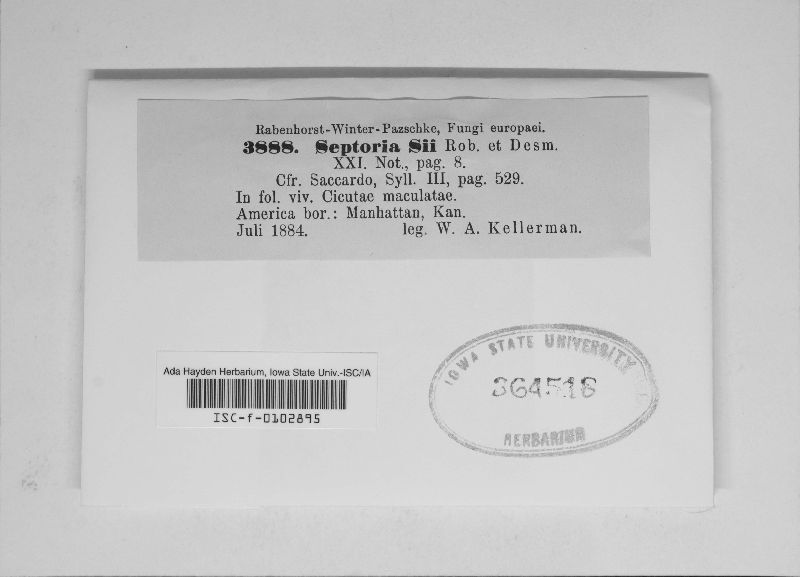 Rabenhorst-Winter-Pazschke, Fungi europaei.
3888. Septoria Sii Rob. et Desm.
XXI. Not., pag. 8.
Cfr. Saccardo, Syll. III, pag. 529.
In fol. viv. Cicutae maculatae.
America bor.: Manhattan, Kan.
Juli 1884. leg. W. A. Kellerman.
Ada Hayden Herbarium, Iowa State Univ.-ISC/IA
ISC-f-0102895
IOWA STATE UNIVERSITY
364518
HERBARIUM